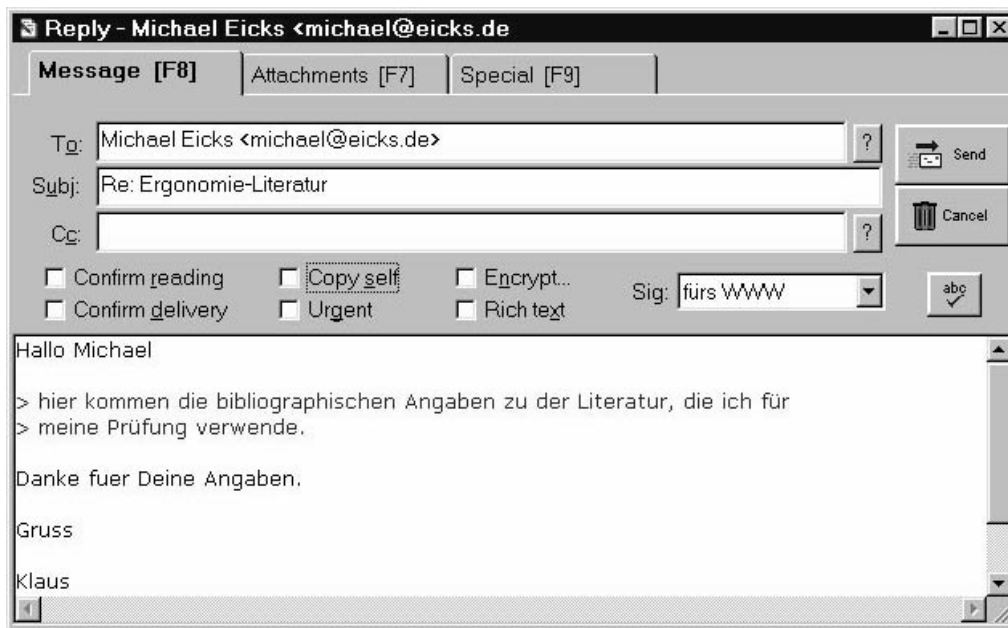 Reply - Michael Eicks <michael@eicks.de
Message [F8] Attachments [F7] Special [F9]
To: Michael Eicks <michael@eicks.de> ?
Send
Subj: Re: Ergonomie-Literatur
Cancel
Cc: ?
Confirm reading Copy self Encrypt...
Sig: fürs WWW abc
Confirm delivery Urgent Rich text
Hallo Michael
> hier kommen die bibliographischen Angaben zu der Literatur, die ich für
> meine Prüfung verwende.
Danke fuer Deine Angaben.
Gruss
Klaus